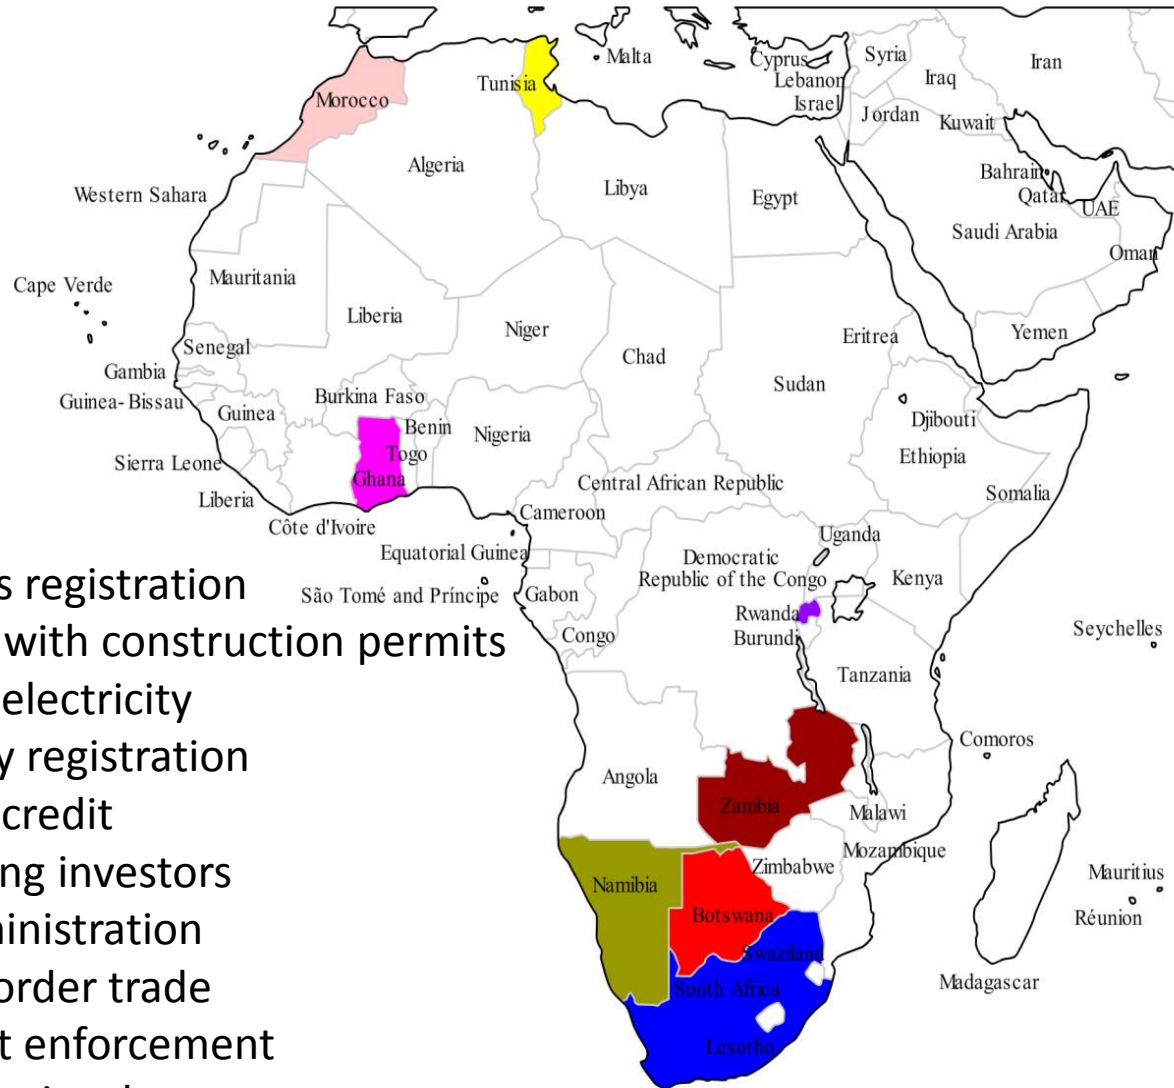 Malta
Cyprus
Syria
Iran
Lebanon
Iraq
Tunisia
Israel
Morocco
Jordan
Kuwait
Algeria
Bahrain
Libya
Egypt
Qatar
Western Sahara
UAE
Saudi Arabia
Oman
Mauritania
Cape Verde
Liberia
Niger
Eritrea
Yemen
Senegal
Chad
Gambia
Sudan
Guinea-Bissau
Burkina Faso
Guinea
Benin
Djibouti
Nigeria
Togo
Ethiopia
Sierra Leone
Ghana
Central African Republic
Somalia
Liberia
Cameroon
Côte d'Ivoire
Uganda
Equatorial Guinea
Democratic
Republic of the Congo
Kenya
São Tomé and Príncipe
Gabon
Rwanda
Congo
Burundi
Seychelles
Tanzania
Comoros
Angola
Zambia
Malawi
Mozambique
Zimbabwe
Mauritius
Namibia
Botswana
Réunion
Swaziland
Madagascar
South Africa
Lesotho
s registration
with construction permits
electricity
y registration
credit
ng investors
ministration
order trade
t enforcement